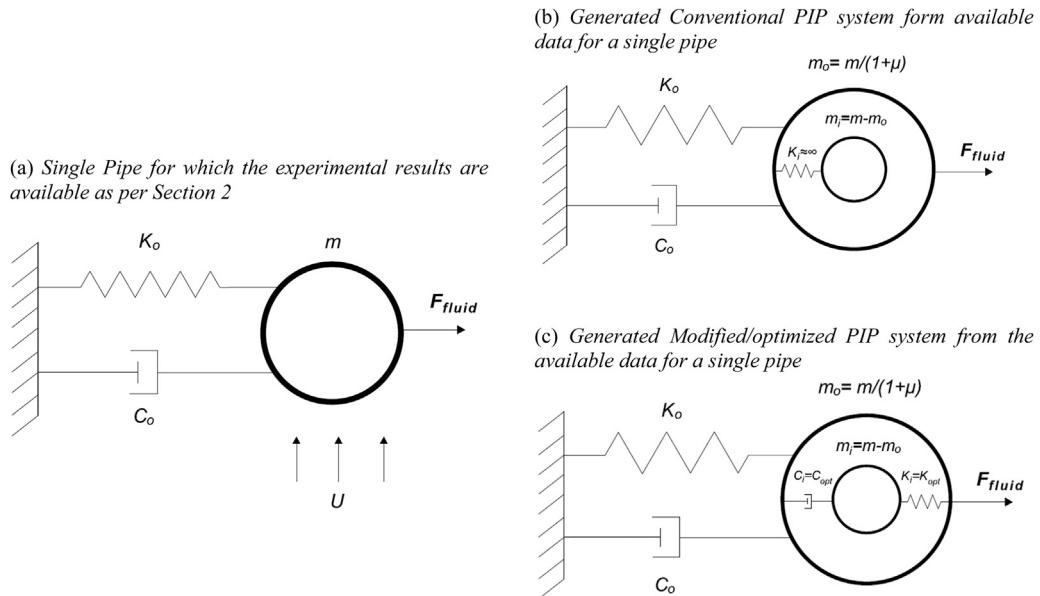 (a) Single Pipe for which the experimental results are
available as per Section 2
Ko
m
Ffluid
Co
U
(b) Generated Conventional PIP system form available
data for a single pipe
mo= m/(1+μ)
Ko
mi=m-mo
Ki≈∞
Ffluid
Co
(c) Generated Modified/optimized PIP system from the
available data for a single pipe
mo= m/(1+μ)
Ko
mi=m-mo
Ci=Copt
Ki=Kopt
Ffluid
Co